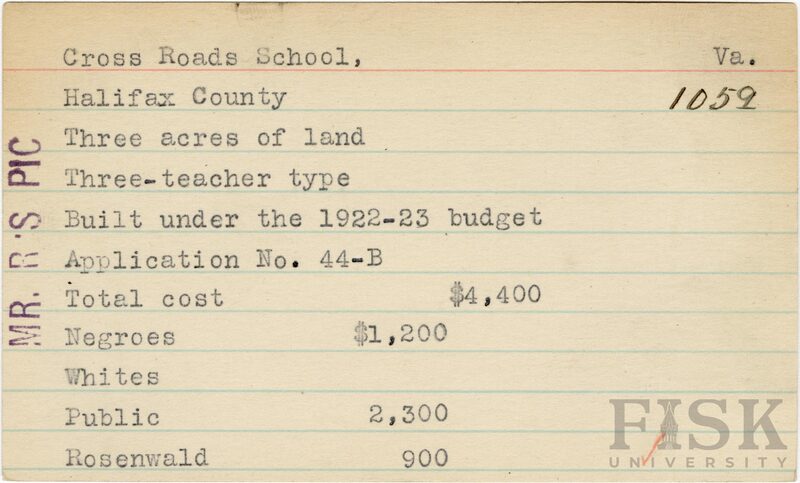 Cross Roads School, Va.
Halifax County 1059
Three acres of land
Three-teacher type
Built under the 1922-23 budget
Application No. 44-B
Total cost $4,400
Negroes $1,200
Whites
Public 2,300
Rosenwald 900
MR. R'S PIC
FISK
UNIVERSITY